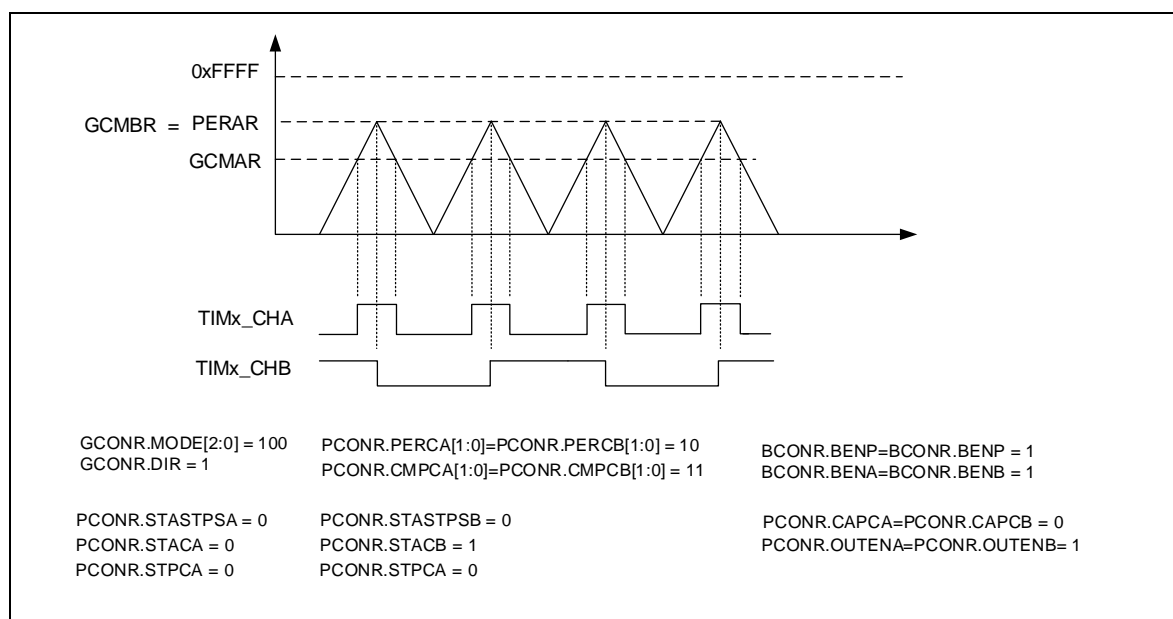 0xFFFF
GCMBR = PERAR
GCMAR
TIMx_CHA
TIMx_CHB
GCONR.MODE[2:0] = 100
GCONR.DIR = 1
PCONR.PERCA[1:0]=PCONR.PERCB[1:0] = 10
PCONR.CMPCA[1:0]=PCONR.CMPCB[1:0] = 11
BCONR.BENP=BCONR.BENP = 1
BCONR.BENA=BCONR.BENB = 1
PCONR.STASTPSA = 0
PCONR.STACA = 0
PCONR.STPCA = 0
PCONR.STASTPSB = 0
PCONR.STACB = 1
PCONR.STPCA = 0
PCONR.CAPCA=PCONR.CAPCB = 0
PCONR.OUTENA=PCONR.OUTENB= 1